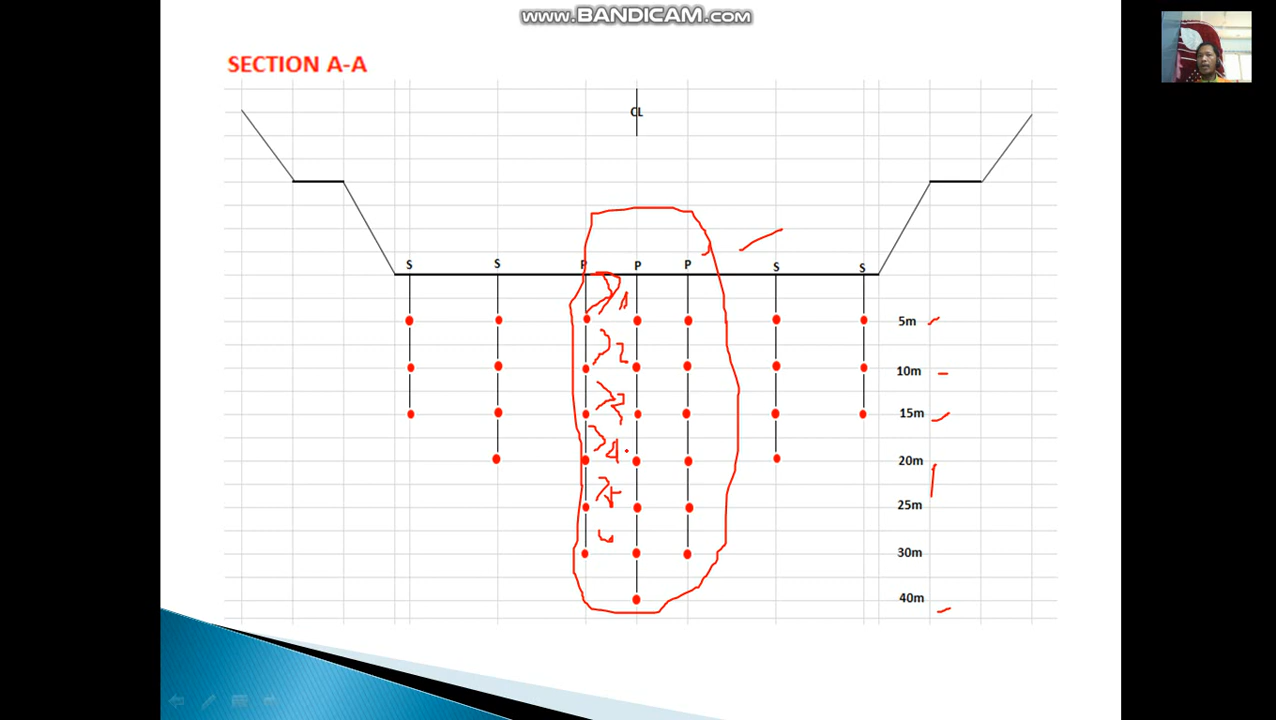 WWW.BANDICAM.COM
SECTION A-A
CL
S S P P P S S
5m
10m
15m
20m
25m
30m
40m